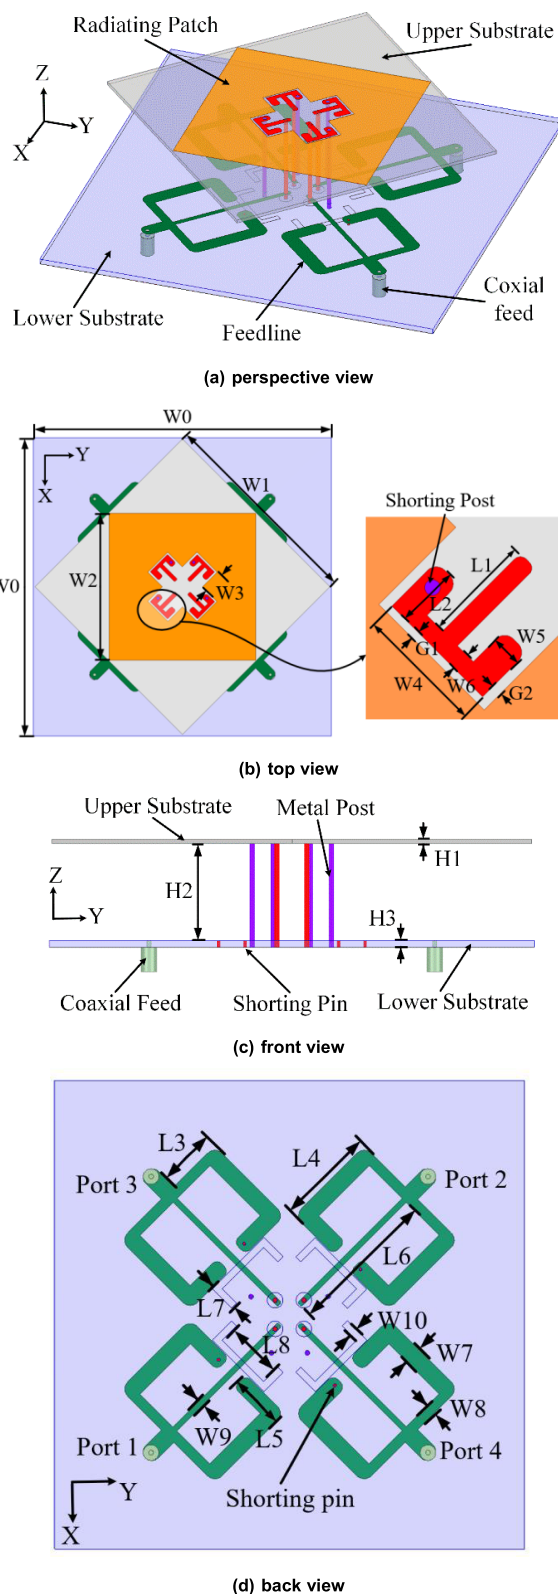 Radiating Patch
Upper Substrate
Z
Y
X
Lower Substrate
Feedline
Coxial
feed
(a) perspective view
W0
Y
X
W1
W0
W2
W3
Shorting Post
L1
L2
G1
W5
W4
W6
G2
(b) top view
Upper Substrate
Metal Post
H1
Z
H2
Y
H3
Coaxial Feed
Shorting Pin
Lower Substrate
(c) front view
L3
L4
Port 3
Port 2
L6
L7
W10
L8
W7
W8
W9
L5
Port 1
Port 4
Shorting pin
Y
X
(d) back view